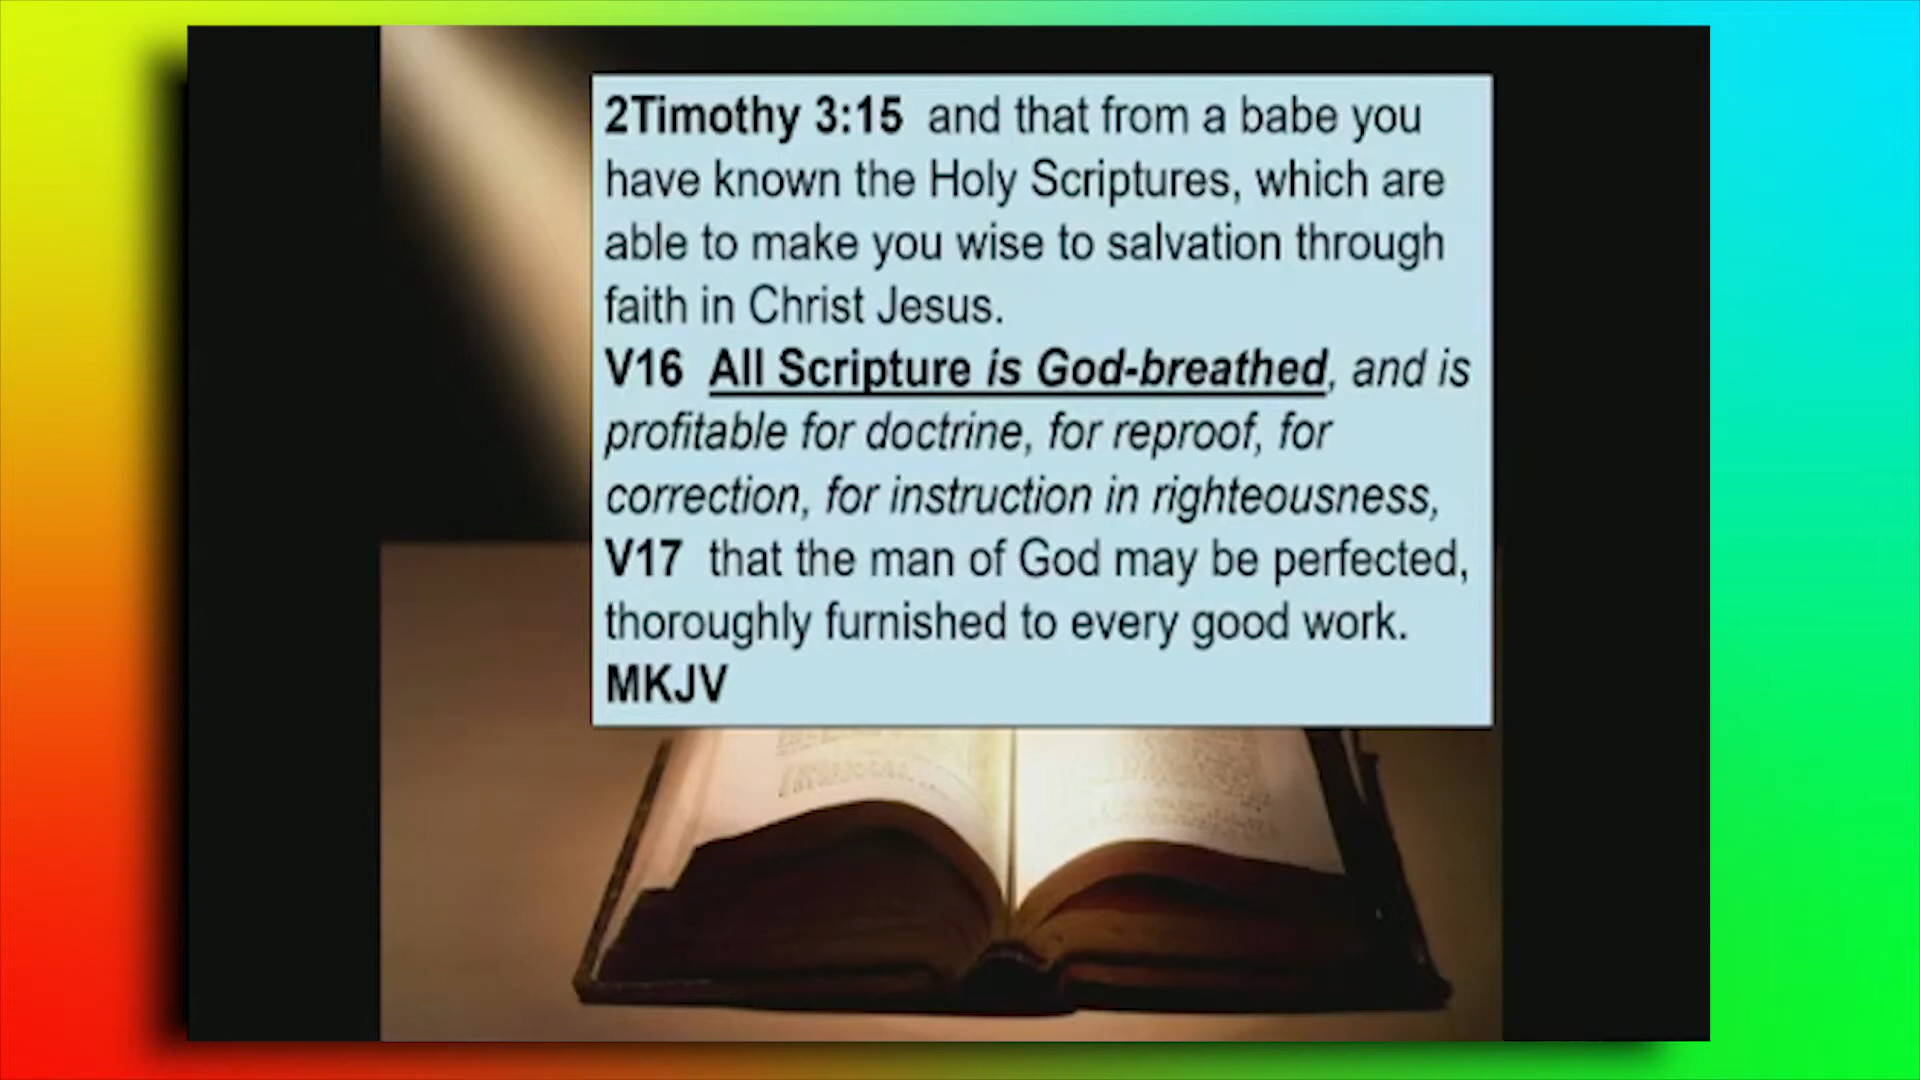 2Timothy 3:15 and that from a babe you
have known the Holy Scriptures, which are
able to make you wise to salvation through
faith in Christ Jesus.
V16 All Scripture is God-breathed, and is
profitable for doctrine, for reproof, for
correction, for instruction in righteousness,
V17 that the man of God may be perfected,
thoroughly furnished to every good work.
MKJV